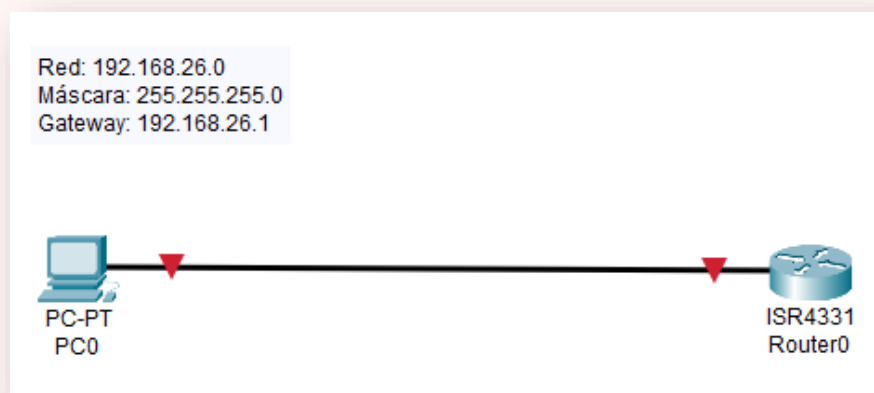 Red: 192.168.26.0
Máscara: 255.255.255.0
Gateway: 192.168.26.1
PC-PT
PC0
ISR4331
Router0